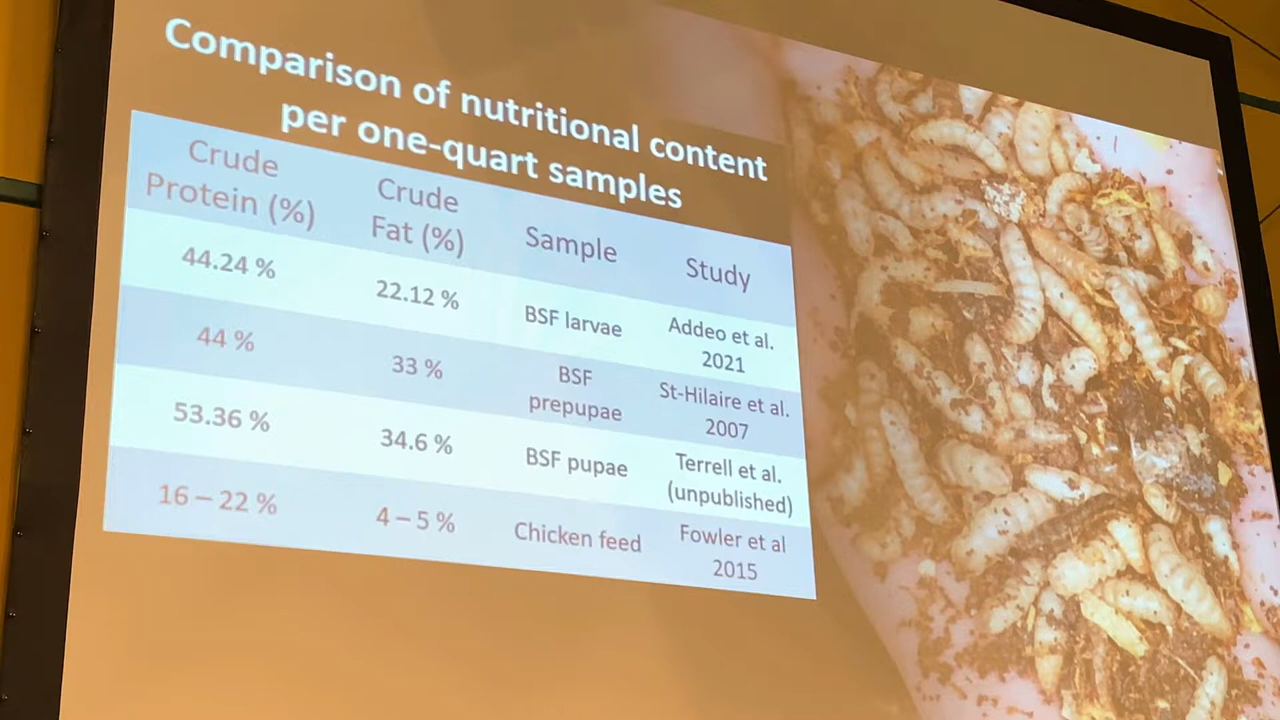 Comparison of nutritional content
per one-quart samples
Crude
Protein (%)
Crude
Fat (%)
Sample
Study
44.24 %
22.12 %
BSF larvae
Addeo et al.
2021
44 %
33 %
BSF
prepupae
St-Hilaire et al.
2007
53.36 %
34.6 %
BSF pupae
Terrell et al.
(unpublished)
16 – 22 %
4 – 5 %
Chicken feed
Fowler et al
2015